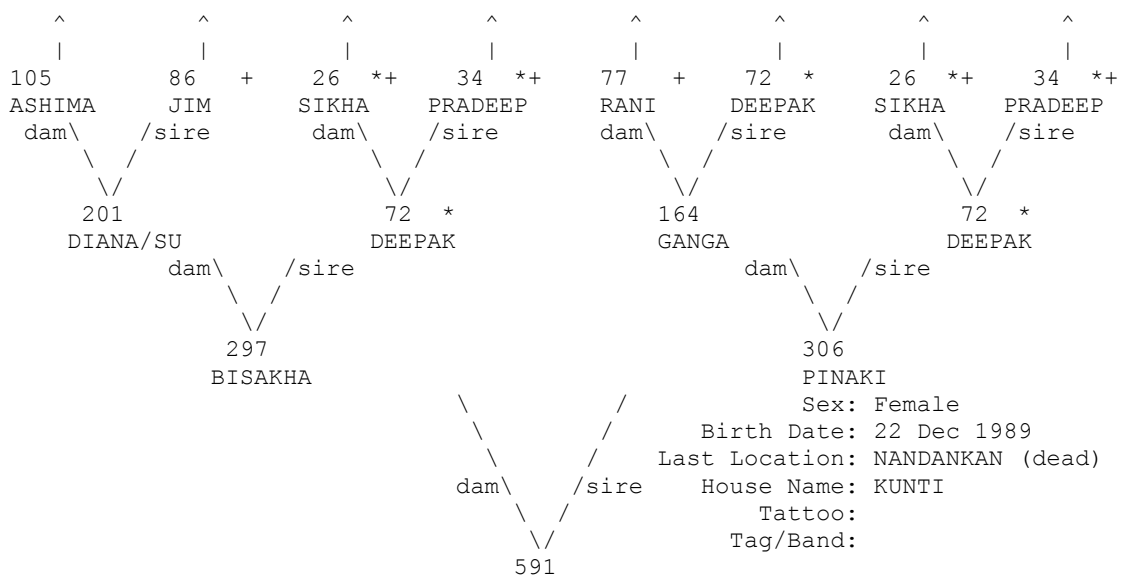 ^ ^ ^ ^ ^ ^ ^ ^
| | | | | | | |
105 86 + 26 *+ 34 *+ 77 + 72 * 26 *+ 34 *+
ASHIMA JIM SIKHA PRADEEP RANI DEEPAK SIKHA PRADEEP
dam\ /sire dam\ /sire dam\ /sire dam\ /sire
\ / \ / \ / \ /
\/ \/ \/ \/
201 72 * 164 72 *
DIANA/SU DEEPAK GANGA DEEPAK
dam\ /sire dam\ /sire
\ / \ /
\/ \/
297 306
BISAKHA PINAKI
\ / Sex: Female
\ / Birth Date: 22 Dec 1989
\ / Last Location: NANDANKAN (dead)
dam\ /sire House Name: KUNTI
\ / Tattoo:
\/ Tag/Band:
591